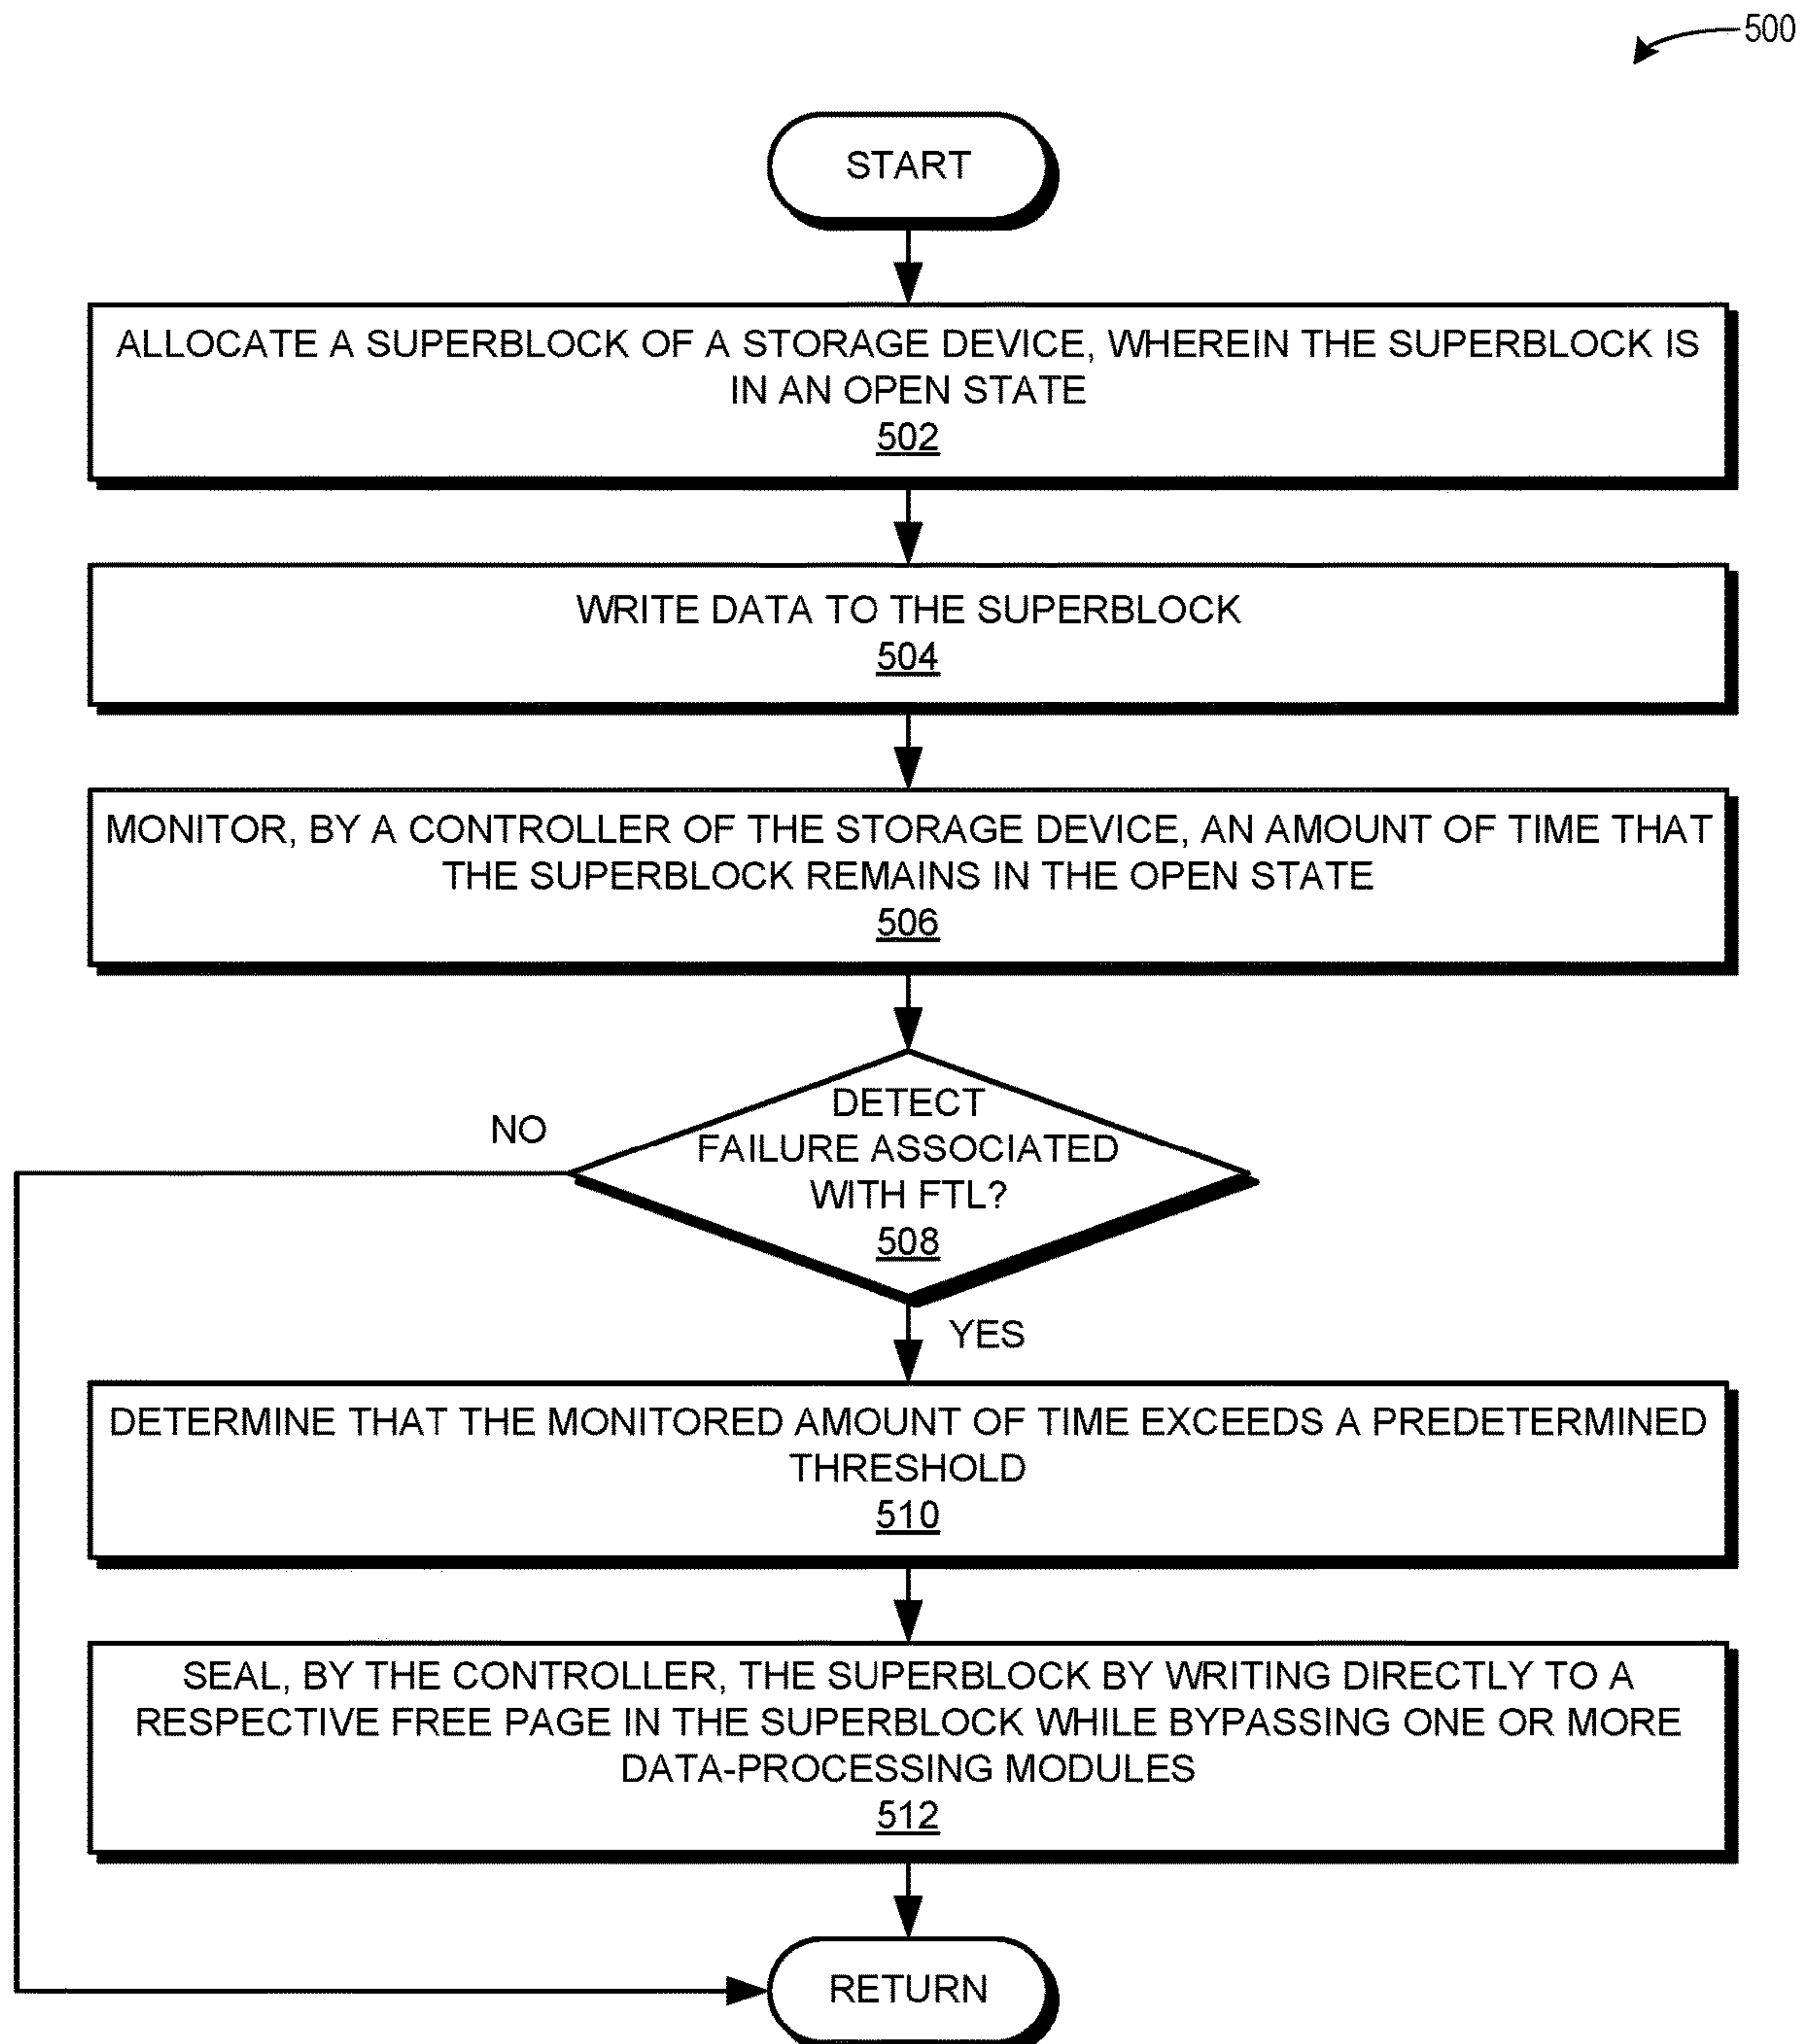 500
START
ALLOCATE A SUPERBLOCK OF A STORAGE DEVICE, WHEREIN THE SUPERBLOCK IS
IN AN OPEN STATE
502
WRITE DATA TO THE SUPERBLOCK
504
MONITOR, BY A CONTROLLER OF THE STORAGE DEVICE, AN AMOUNT OF TIME THAT
THE SUPERBLOCK REMAINS IN THE OPEN STATE
506
DETECT
FAILURE ASSOCIATED
WITH FTL?
508
NO
YES
DETERMINE THAT THE MONITORED AMOUNT OF TIME EXCEEDS A PREDETERMINED
THRESHOLD
510
SEAL, BY THE CONTROLLER, THE SUPERBLOCK BY WRITING DIRECTLY TO A
RESPECTIVE FREE PAGE IN THE SUPERBLOCK WHILE BYPASSING ONE OR MORE
DATA-PROCESSING MODULES
512
RETURN